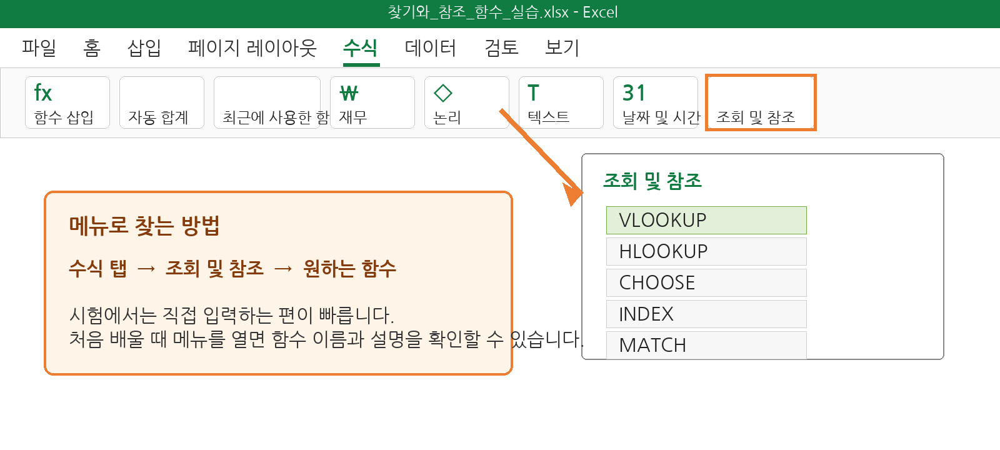 찾기와_참조_함수_실습.xlsx - Excel
파일 홈 삽입 페이지 레이아웃 수식 데이터 검토 보기
fx ₩ ◇ T 31
함수 삽입 자동 합계 최근에 사용한 함 재무 논리 텍스트 날짜 및 시간 조회 및 참조
조회 및 참조
VLOOKUP
HLOOKUP
CHOOSE
INDEX
MATCH
메뉴로 찾는 방법
수식 탭 → 조회 및 참조 → 원하는 함수
시험에서는 직접 입력하는 편이 빠릅니다.
처음 배울 때 메뉴를 열면 함수 이름과 설명을 확인할 수 있습니다.